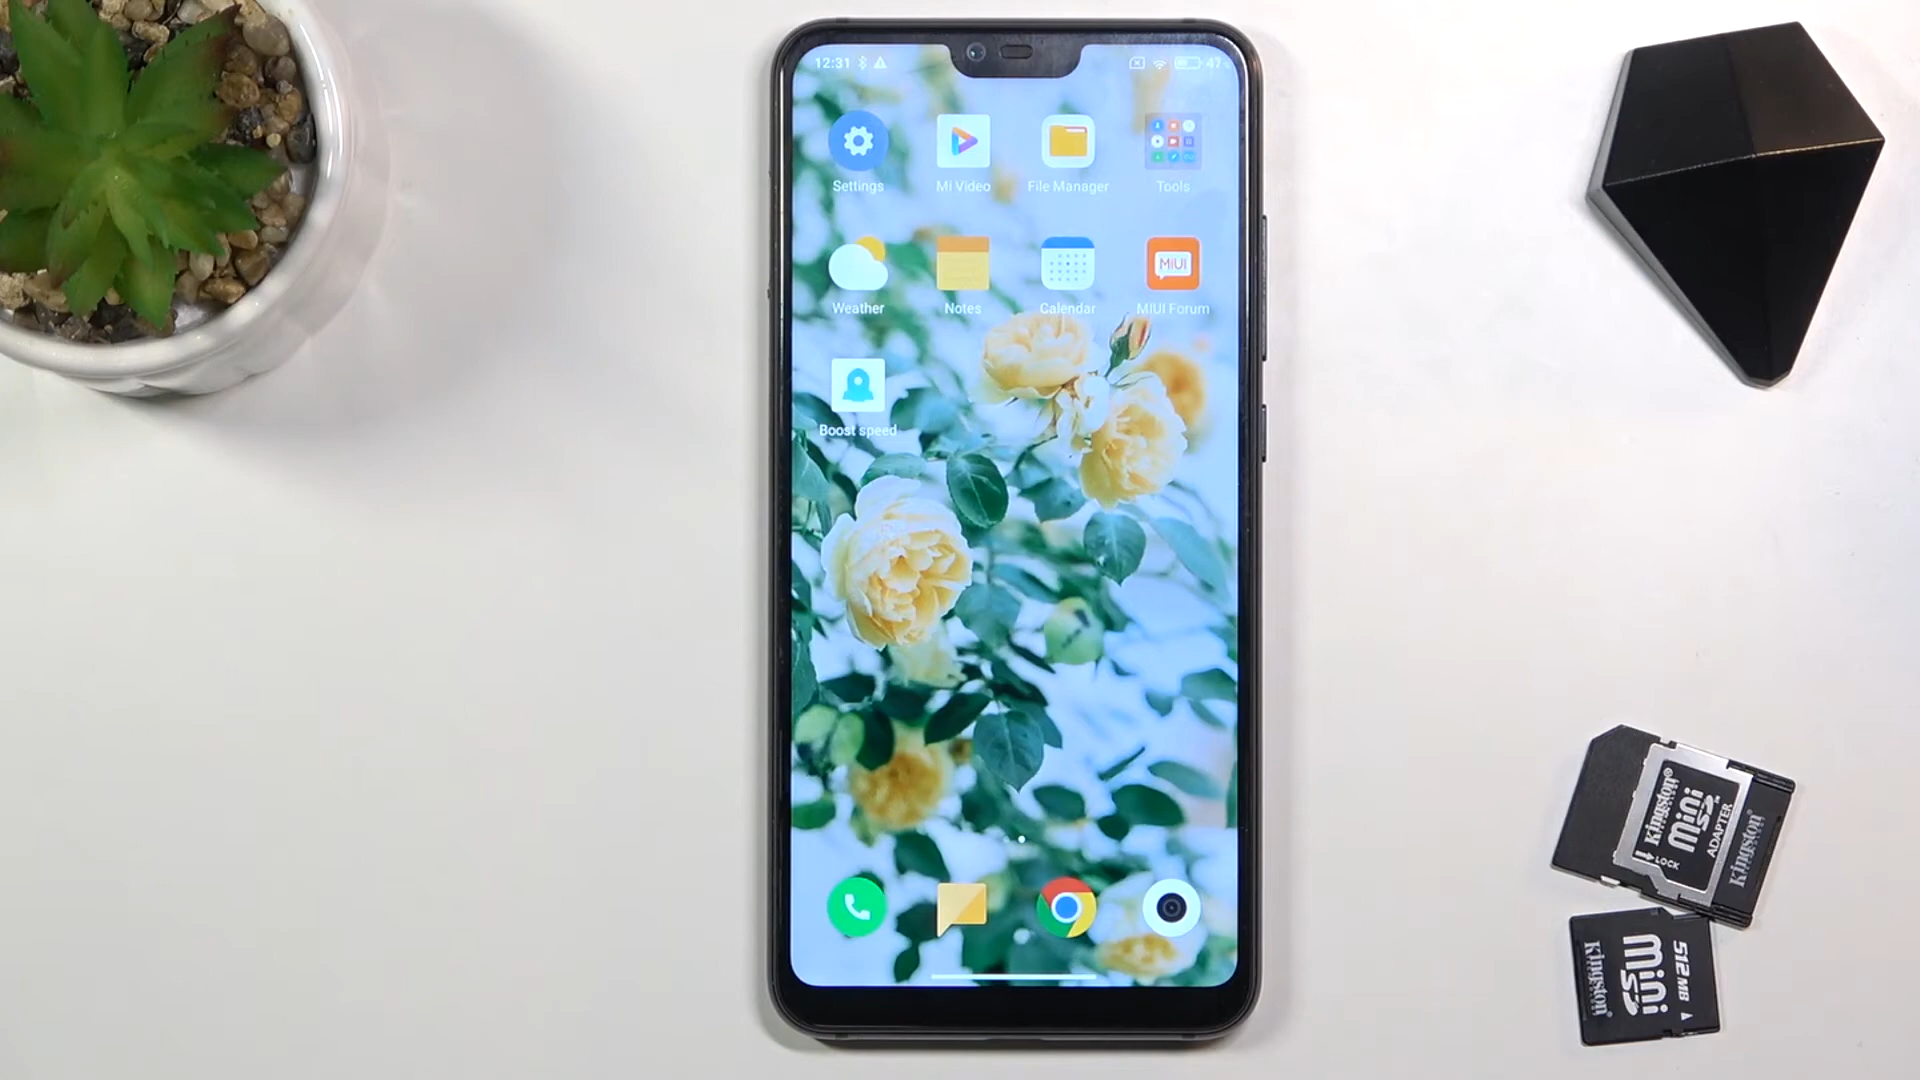 12:31
47
Settings
Mi Video
File Manager
Tools
Weather
Notes
Calendar
MIUI
MIUI Forum
Boost speed
Kingston®
Mini
SD
ADAPTER
LOCK
Kingston
512 MB
Mini
SD
Kingston